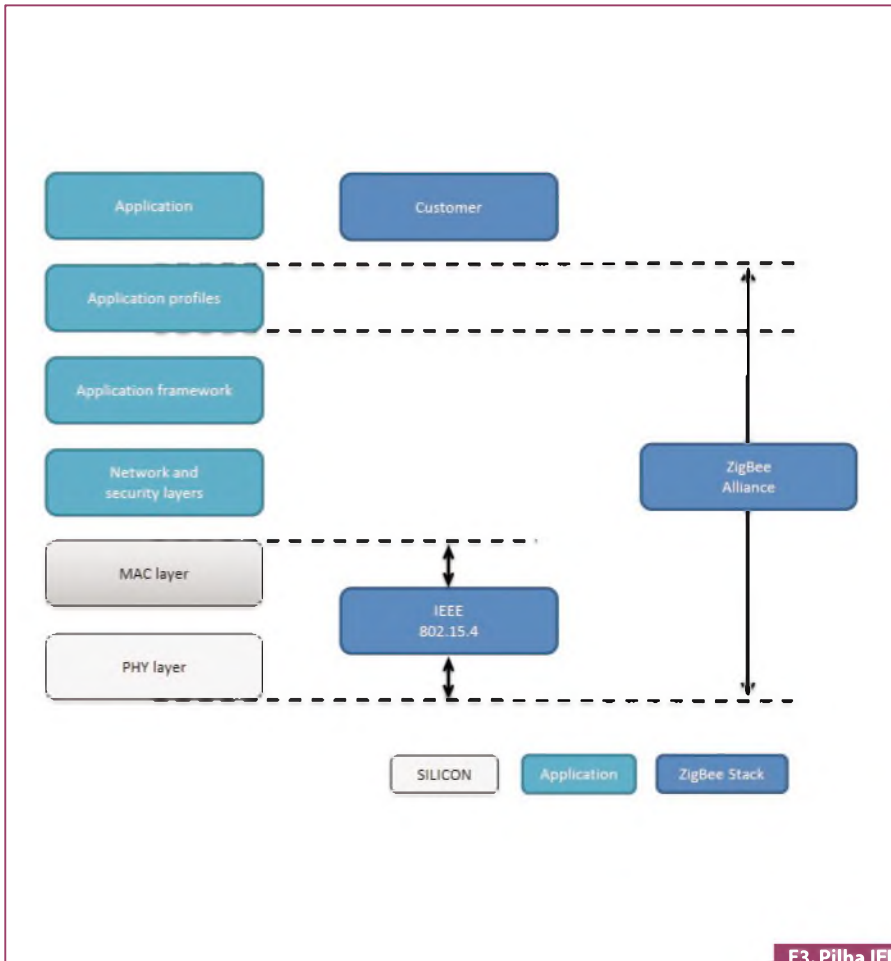 Application
Customer
Application profiles
Application framework
Network and
security layers
ZigBee
Alliance
MAC layer
IEEE
802.15.4
PHY layer
SILICON
Application
ZigBee Stack
F3. Pilha